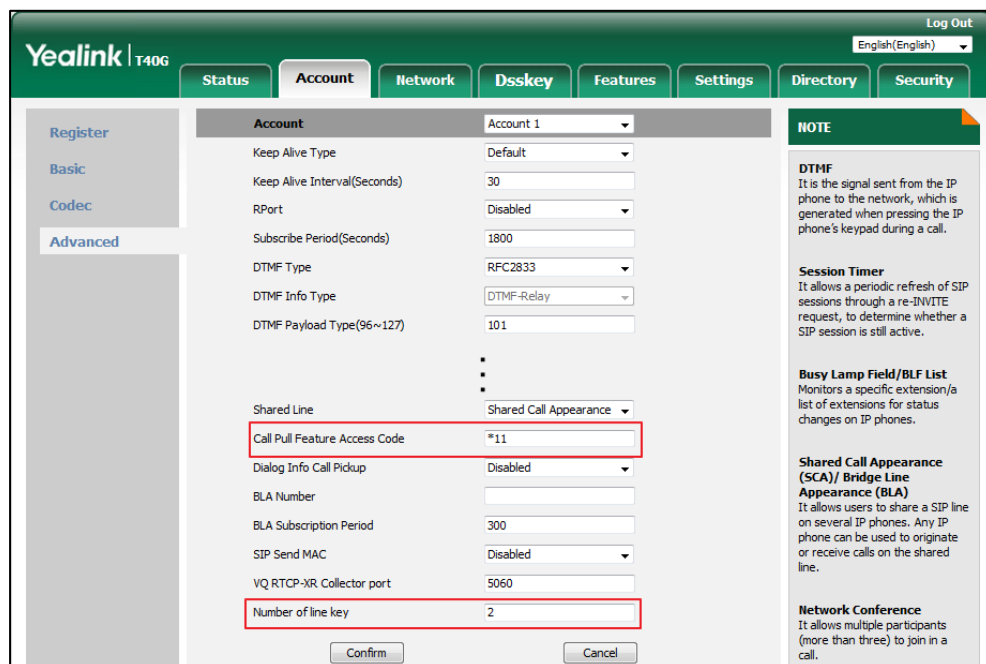 Log Out
English(English)
Yealink T40G
Status Account Network Dsskey Features Settings Directory Security
Register
Basic
Codec
Advanced
Account Account 1
Keep Alive Type Default
Keep Alive Interval(Seconds) 30
RPort Disabled
Subscribe Period(Seconds) 1800
DTMF Type RFC2833
DTMF Info Type DTMF-Relay
DTMF Payload Type(96~127) 101
Shared Line Shared Call Appearance
Call Pull Feature Access Code *11
Dialog Info Call Pickup Disabled
BLA Number
BLA Subscription Period 300
SIP Send MAC Disabled
VQ RTCP-XR Collector port 5060
Number of line key 2
Confirm Cancel
NOTE
DTMF
It is the signal sent from the IP
phone to the network, which is
generated when pressing the IP
phone's keypad during a call.
Session Timer
It allows a periodic refresh of SIP
sessions through a re-INVITE
request, to determine whether a
SIP session is still active.
Busy Lamp Field/BLF List
Monitors a specific extension/a
list of extensions for status
changes on IP phones.
Shared Call Appearance
(SCA)/ Bridge Line
Appearance (BLA)
It allows users to share a SIP line
on several IP phones. Any IP
phone can be used to originate
or receive calls on the shared
line.
Network Conference
It allows multiple participants
(more than three) to join in a
call.